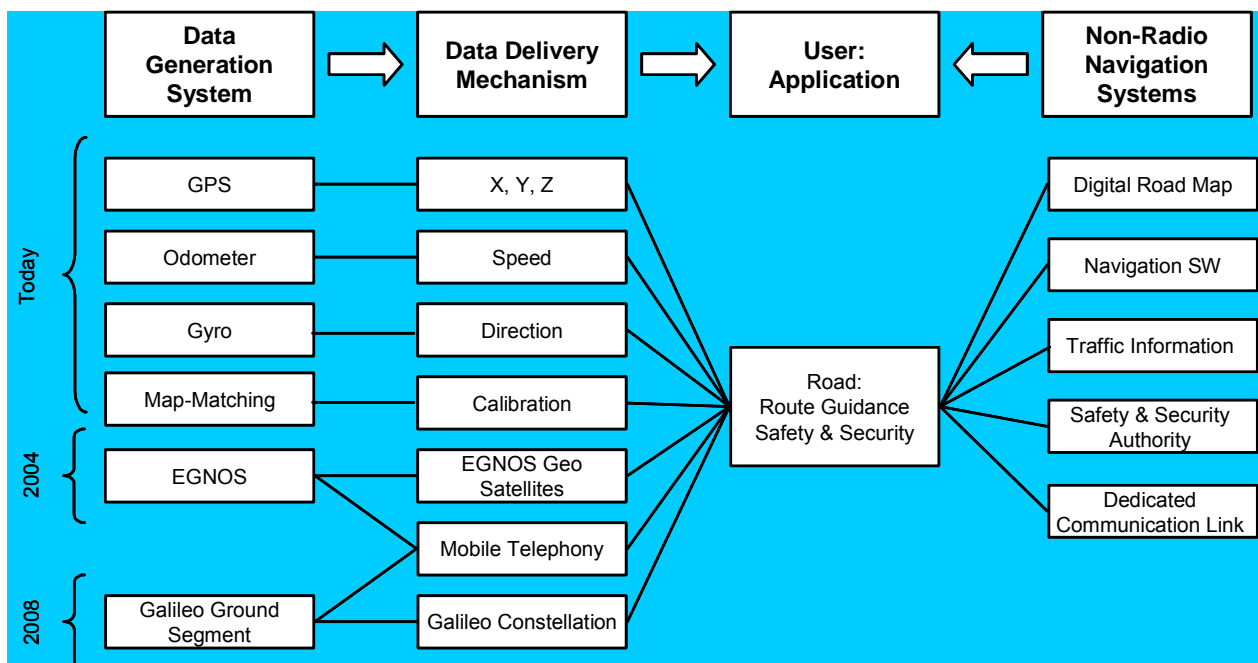 Data
Generation
System
Data Delivery
Mechanism
User:
Application
Non-Radio
Navigation
Systems
Today
GPS
X, Y, Z
Digital Road Map
Odometer
Speed
Navigation SW
Gyro
Direction
Traffic Information
Map-Matching
Calibration
Road:
Route Guidance
Safety & Security
Safety & Security
Authority
2004
EGNOS
EGNOS Geo
Satellites
Dedicated
Communication Link
Mobile Telephony
2008
Galileo Ground
Segment
Galileo Constellation